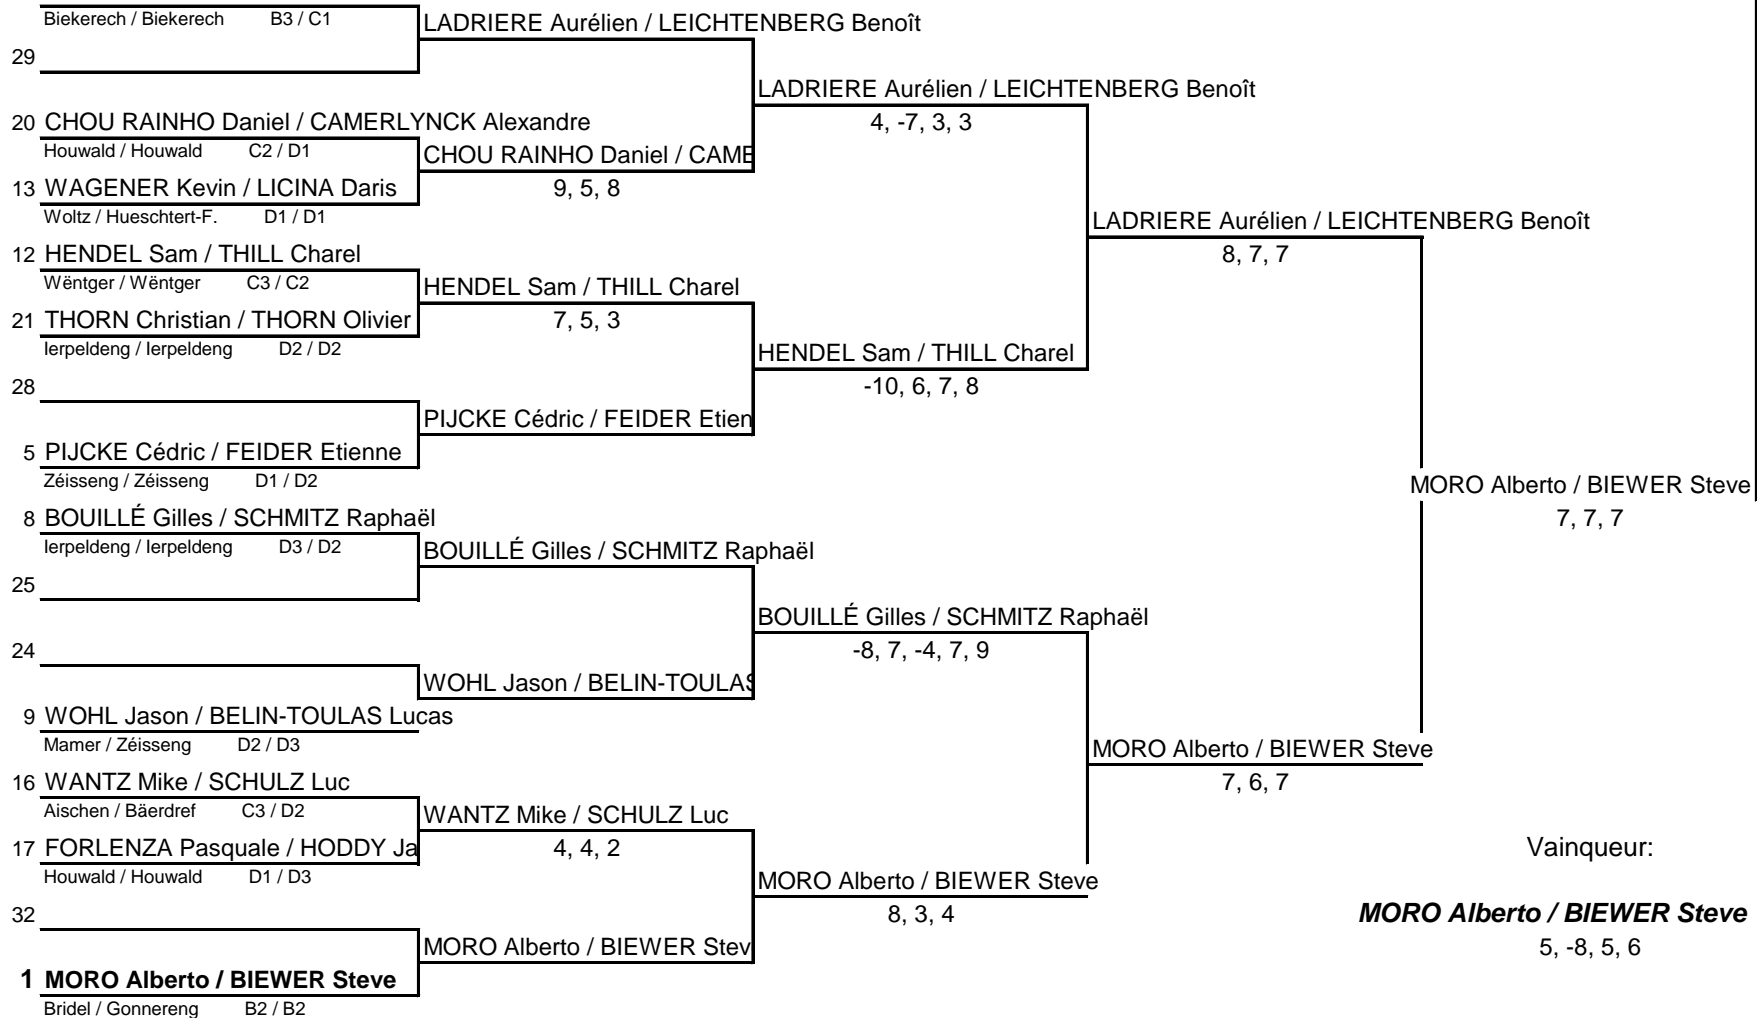 Biekerech / Biekerech B3 / C1
LADRIERE Aurélien / LEICHTENBERG Benoît
29
LADRIERE Aurélien / LEICHTENBERG Benoît
20 CHOU RAINHO Daniel / CAMERLYNCK Alexandre
4, -7, 3, 3
Houwald / Houwald C2 / D1
CHOU RAINHO Daniel / CAME
13 WAGENER Kevin / LICINA Daris
9, 5, 8
Woltz / Hueschtert-F. D1 / D1
LADRIERE Aurélien / LEICHTENBERG Benoît
12 HENDEL Sam / THILL Charel
8, 7, 7
Wëntger / Wëntger C3 / C2
HENDEL Sam / THILL Charel
21 THORN Christian / THORN Olivier
7, 5, 3
Ierpeldeng / Ierpeldeng D2 / D2
HENDEL Sam / THILL Charel
28
-10, 6, 7, 8
PIJCKE Cédric / FEIDER Etien
5 PIJCKE Cédric / FEIDER Etienne
Zéisseng / Zéisseng D1 / D2
MORO Alberto / BIEWER Steve
8 BOUILLÉ Gilles / SCHMITZ Raphaël
7, 7, 7
Ierpeldeng / Ierpeldeng D3 / D2
BOUILLÉ Gilles / SCHMITZ Raphaël
25
BOUILLÉ Gilles / SCHMITZ Raphaël
24
-8, 7, -4, 7, 9
WOHL Jason / BELIN-TOULAS
9 WOHL Jason / BELIN-TOULAS Lucas
Mamer / Zéisseng D2 / D3
MORO Alberto / BIEWER Steve
16 WANTZ Mike / SCHULZ Luc
7, 6, 7
Aischen / Bäerdref C3 / D2
WANTZ Mike / SCHULZ Luc
17 FORLENZA Pasquale / HODDY Ja
4, 4, 2
Vainqueur:
Houwald / Houwald D1 / D3
MORO Alberto / BIEWER Steve
32
8, 3, 4
MORO Alberto / BIEWER Steve
MORO Alberto / BIEWER Stev
5, -8, 5, 6
1 MORO Alberto / BIEWER Steve
Bridel / Gonnereng B2 / B2